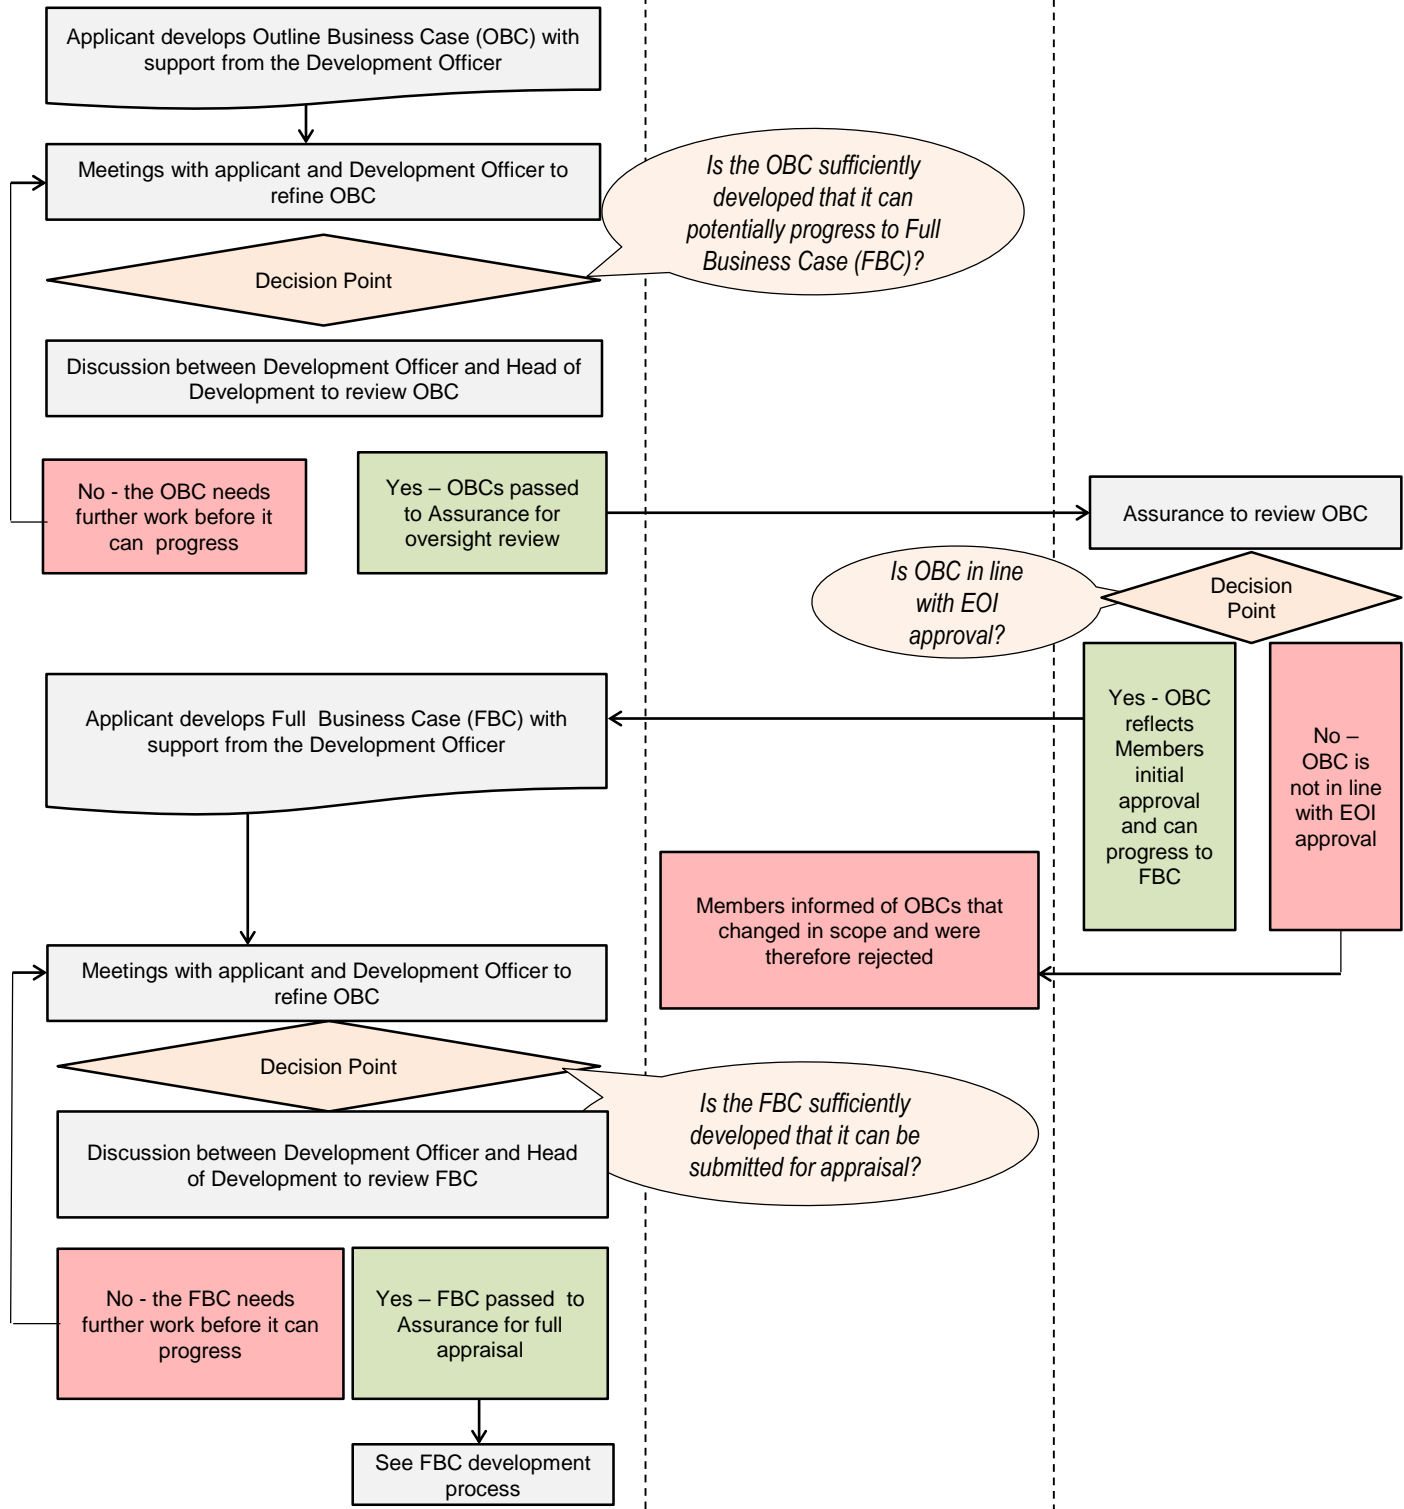 Applicant develops Outline Business Case (OBC) with
support from the Development Officer
Meetings with applicant and Development Officer to
refine OBC
Is the OBC sufficiently
developed that it can
potentially progress to Full
Business Case (FBC)?
Decision Point
Discussion between Development Officer and Head of
Development to review OBC
No - the OBC needs
further work before it
can progress
Yes – OBCs passed
to Assurance for
oversight review
Assurance to review OBC
Is OBC in line
with EOI
approval?
Decision
Point
Yes - OBC
reflects
Members
initial
approval
and can
progress to
FBC
No –
OBC is
not in line
with EOI
approval
Applicant develops Full Business Case (FBC) with
support from the Development Officer
Members informed of OBCs that
changed in scope and were
therefore rejected
Meetings with applicant and Development Officer to
refine OBC
Decision Point
Is the FBC sufficiently
developed that it can be
submitted for appraisal?
Discussion between Development Officer and Head
of Development to review FBC
No - the FBC needs
further work before it can
progress
Yes – FBC passed to
Assurance for full
appraisal
See FBC development
process